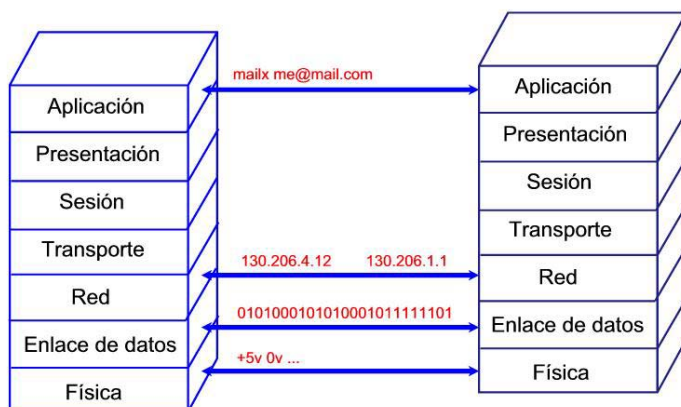 mailx me@mail.com
Aplicación
Presentación
Sesión
Transporte
Red
Enlace de datos
Física
130.206.4.12 130.206.1.1
0101000101010001011111101
+5v 0v ...
Aplicación
Presentación
Sesión
Transporte
Red
Enlace de datos
Física